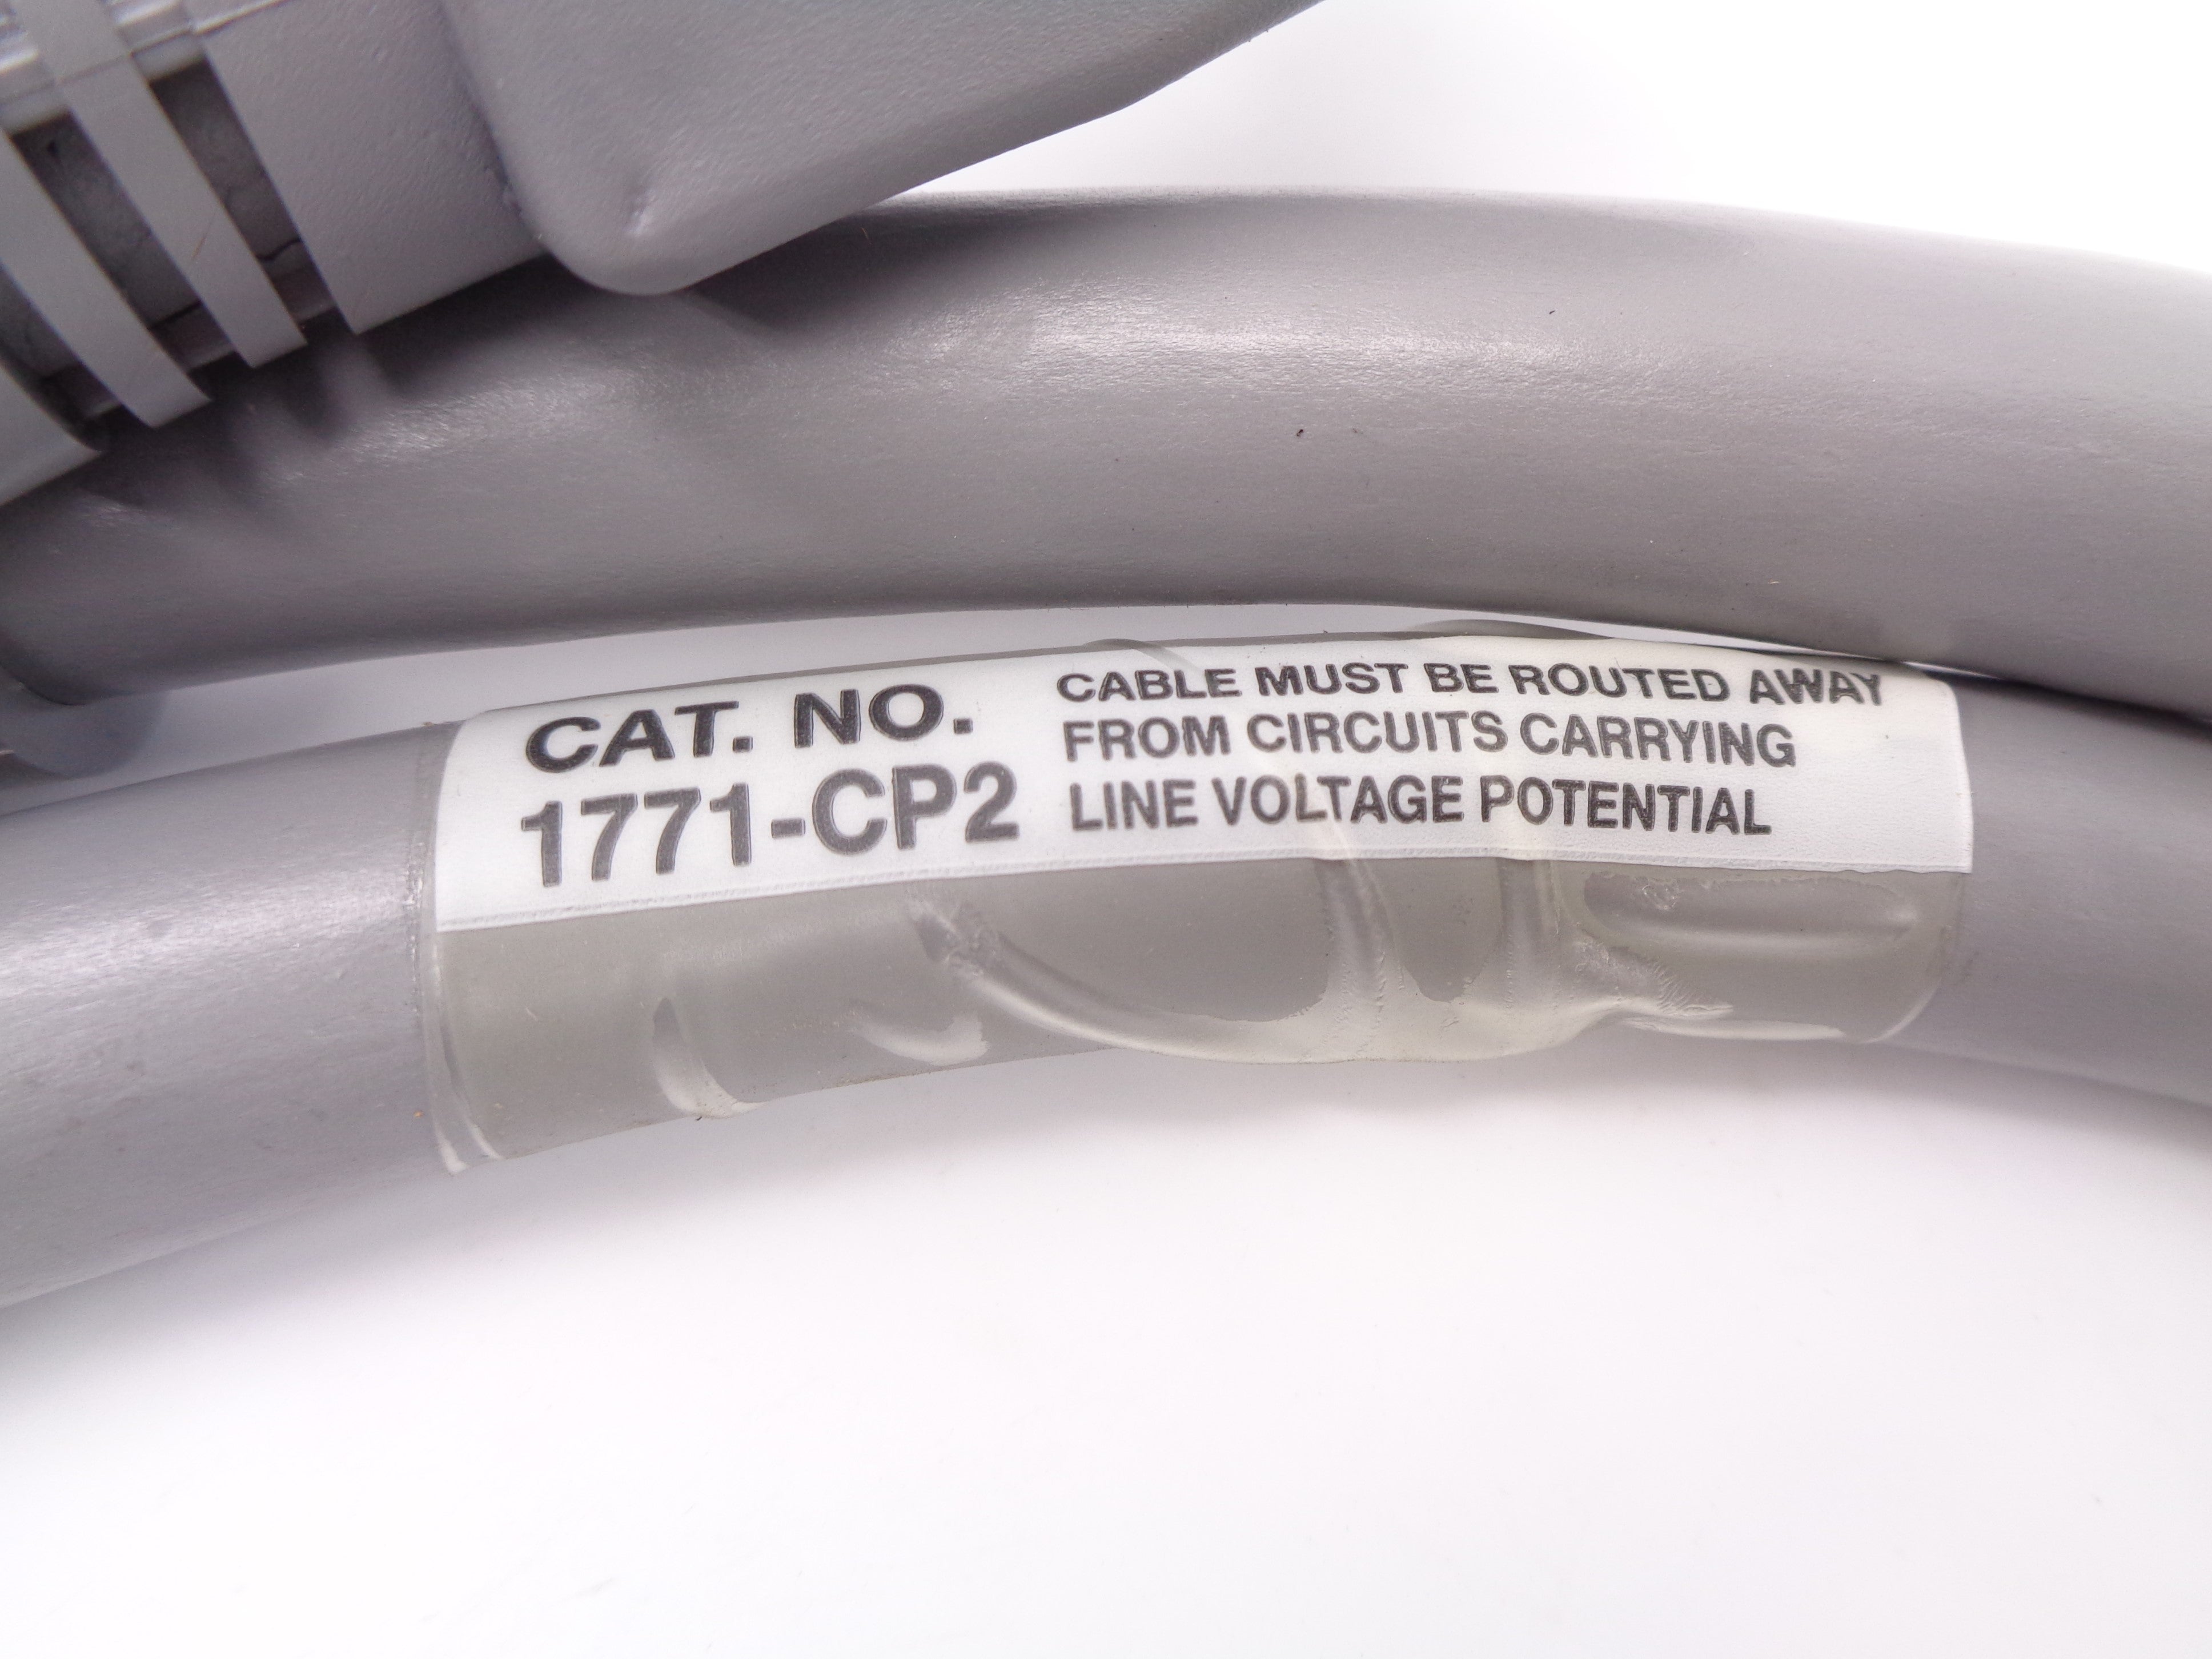 CAT. NO.
1771-CP2
CABLE MUST BE ROUTED AWAY
FROM CIRCUITS CARRYING
LINE VOLTAGE POTENTIAL